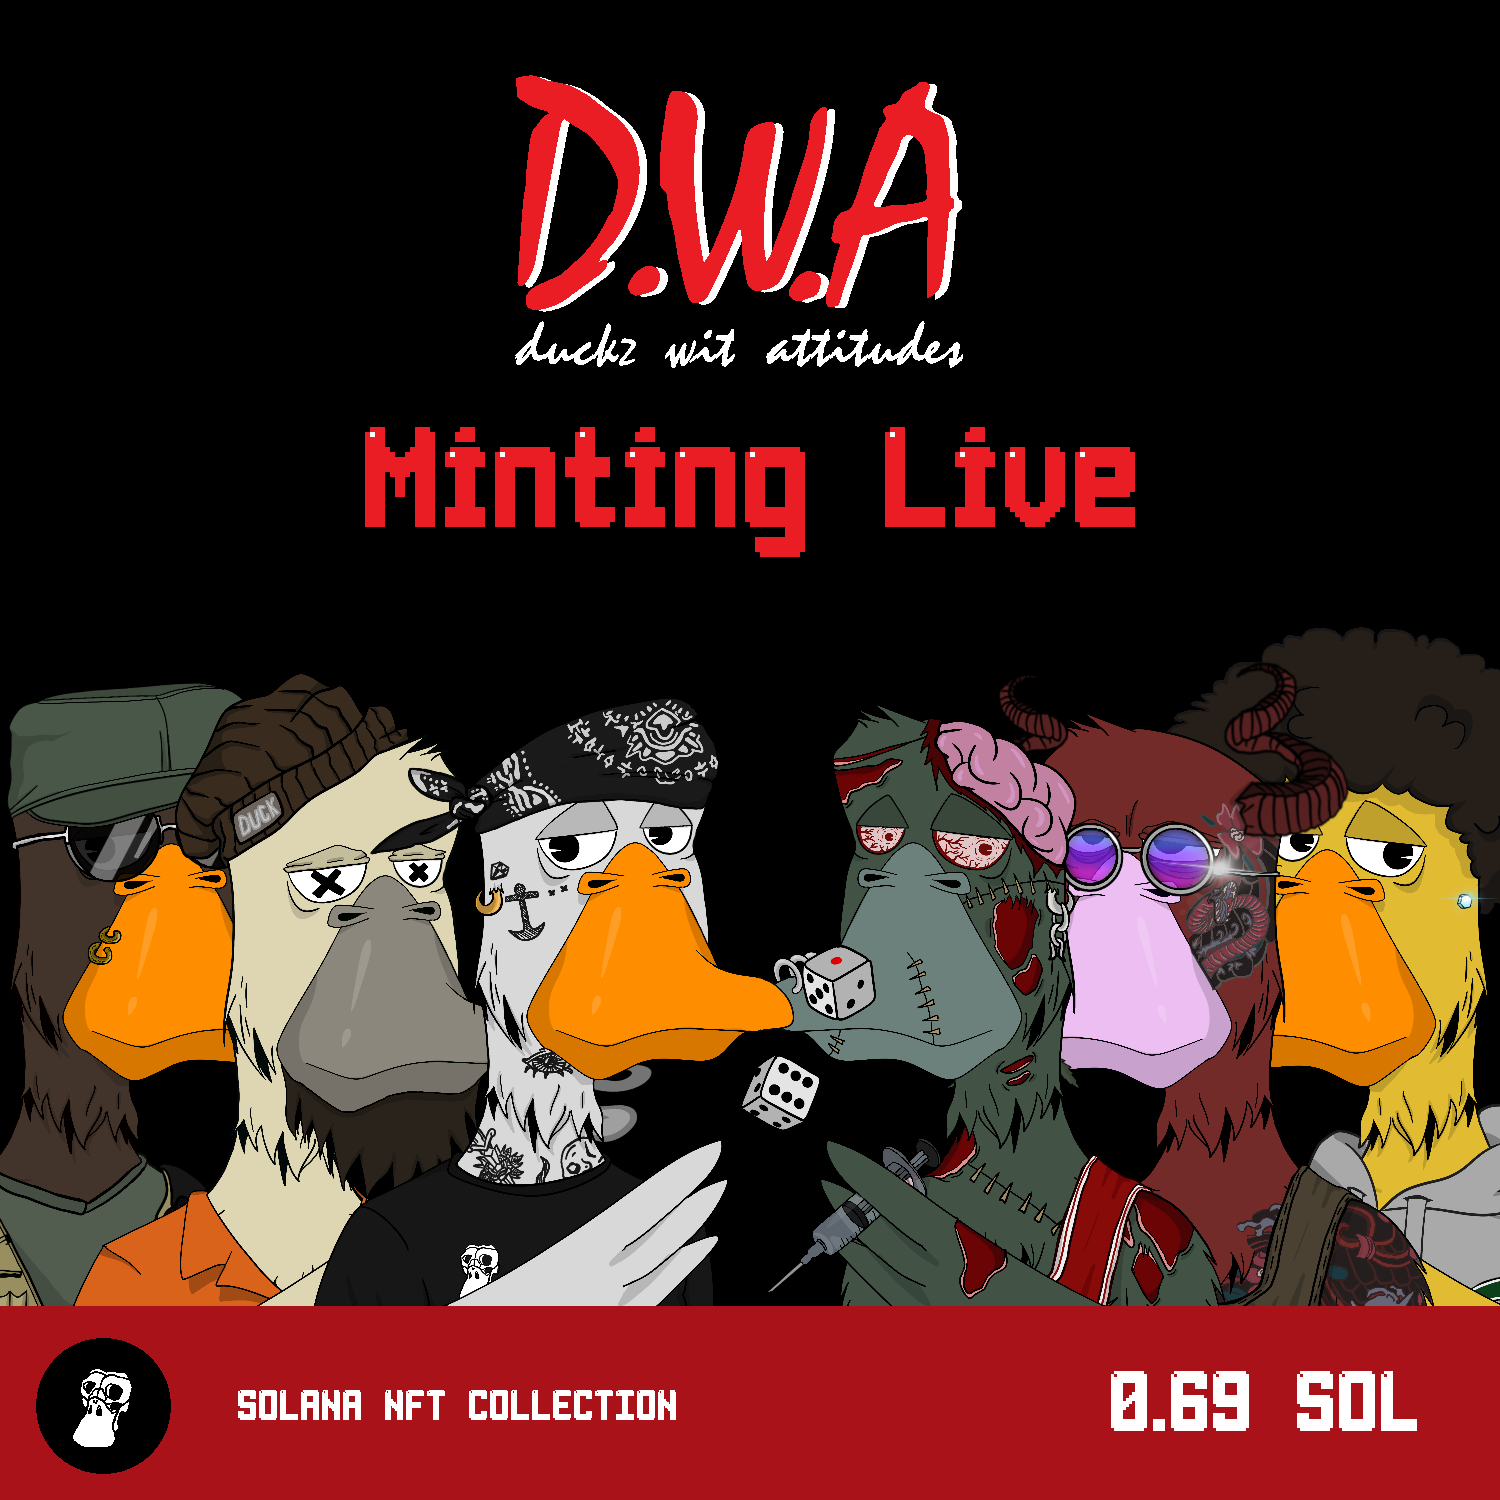 D.W.A
duckz wit attitudes
Minting Live
DUCK
SOLANA NFT COLLECTION
0.69 SOL